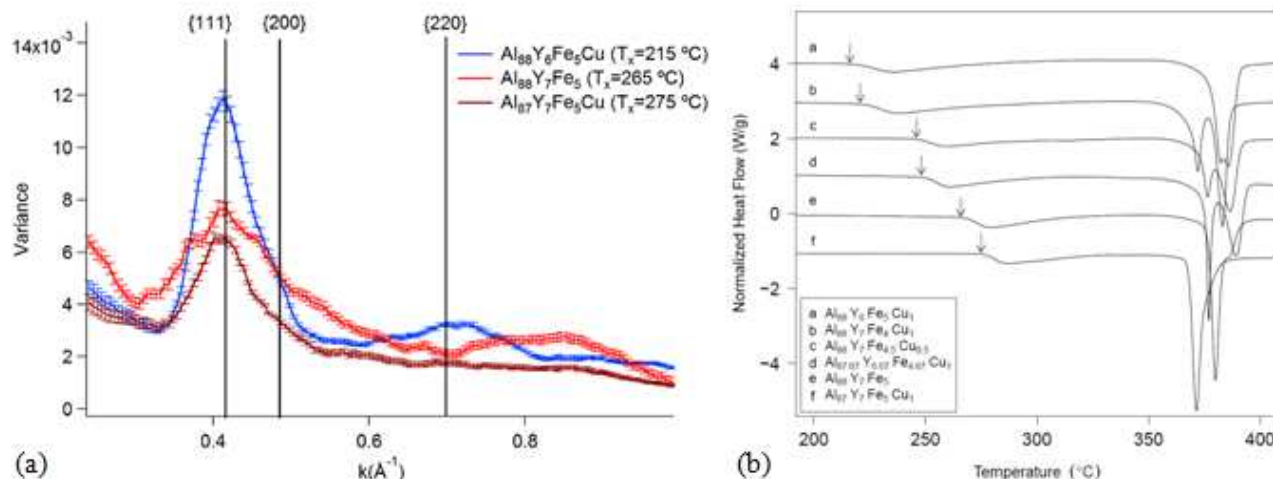 {111} {200} {220}
14x10⁻³
12
10
8
6
4
2
0
Variance
0.4 0.6 0.8
k(Å⁻¹)
Al₈₈Y₆Fe₅Cu (Tₓ=215 ºC)
Al₈₈Y₇Fe₅ (Tₓ=265 ºC)
Al₈₇Y₇Fe₅Cu (Tₓ=275 ºC)
(a)
Normalized Heat Flow (W/g)
4
2
0
−2
−4
a
b
c
d
e
f
a Al₈₈ Y₆ Fe₅ Cu₁
b Al₈₈ Y₇ Fe₄ Cu₁
c Al₈₈ Y₇ Fe₄.₅ Cu₀.₅
d
e Al₈₈ Y₇ Fe₅
f Al₈₇ Y₇ Fe₅ Cu₁
200 250 300 350 400
Temperature (°C)
(b)